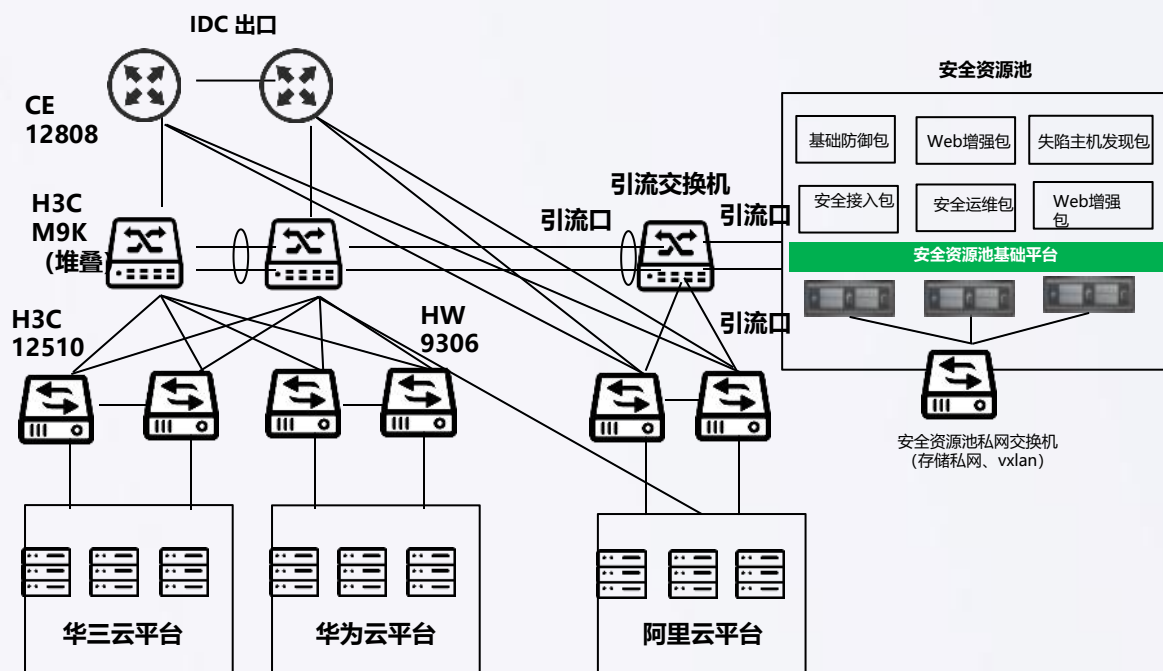 IDC 出口
CE
12808
H3C
M9K
（堆叠）
H3C
12510
HW
9306
引流口
引流交换机
引流口
引流口
安全资源池
基础防御包
Web增强包
失陷主机发现包
安全接入包
安全运维包
Web增强
包
安全资源池基础平台
安全资源池私网交换机
（存储私网、vxlan）
华三云平台
华为云平台
阿里云平台